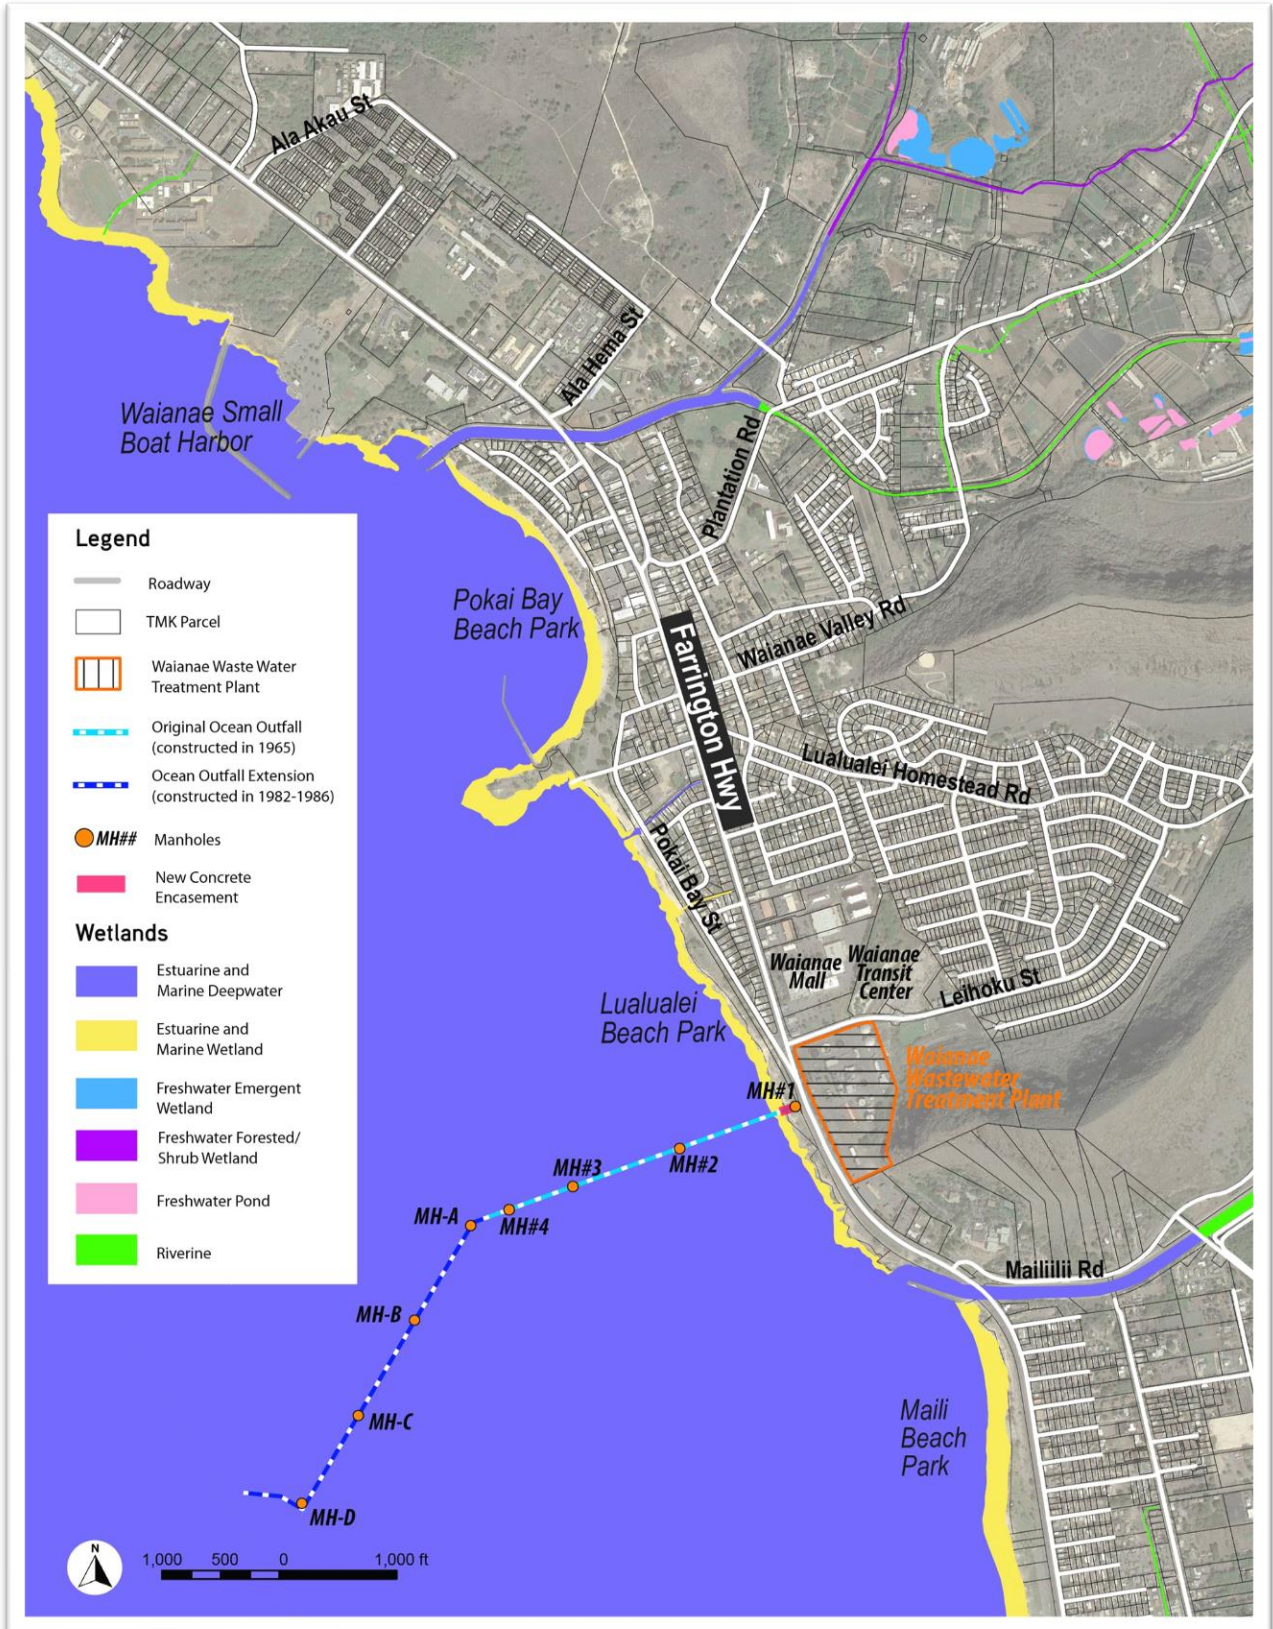 Ala Akau St
Ala Hema St
Waianae Small
Boat Harbor
Plantation Rd
Legend
Roadway
TMK Parcel
Waianae Waste Water
Treatment Plant
Original Ocean Outfall
(constructed in 1965)
Ocean Outfall Extension
(constructed in 1982-1986)
MH## Manholes
New Concrete
Encasement
Wetlands
Estuarine and
Marine Deepwater
Estuarine and
Marine Wetland
Freshwater Emergent
Wetland
Freshwater Forested/
Shrub Wetland
Freshwater Pond
Riverine
Pokai Bay
Beach Park
Farrington Hwy
Waianae Valley Rd
Lualualei Homestead Rd
Pokai Bay St
Waianae
Mall
Waianae
Transit
Center
Leihoku St
Lualualei
Beach Park
Waianae
Wastewater
Treatment Plant
MH#1
MH#2
MH#3
MH#4
MH-A
MH-B
MH-C
MH-D
Mailiilii Rd
Maili
Beach
Park
N
1,000 500 0 1,000 ft